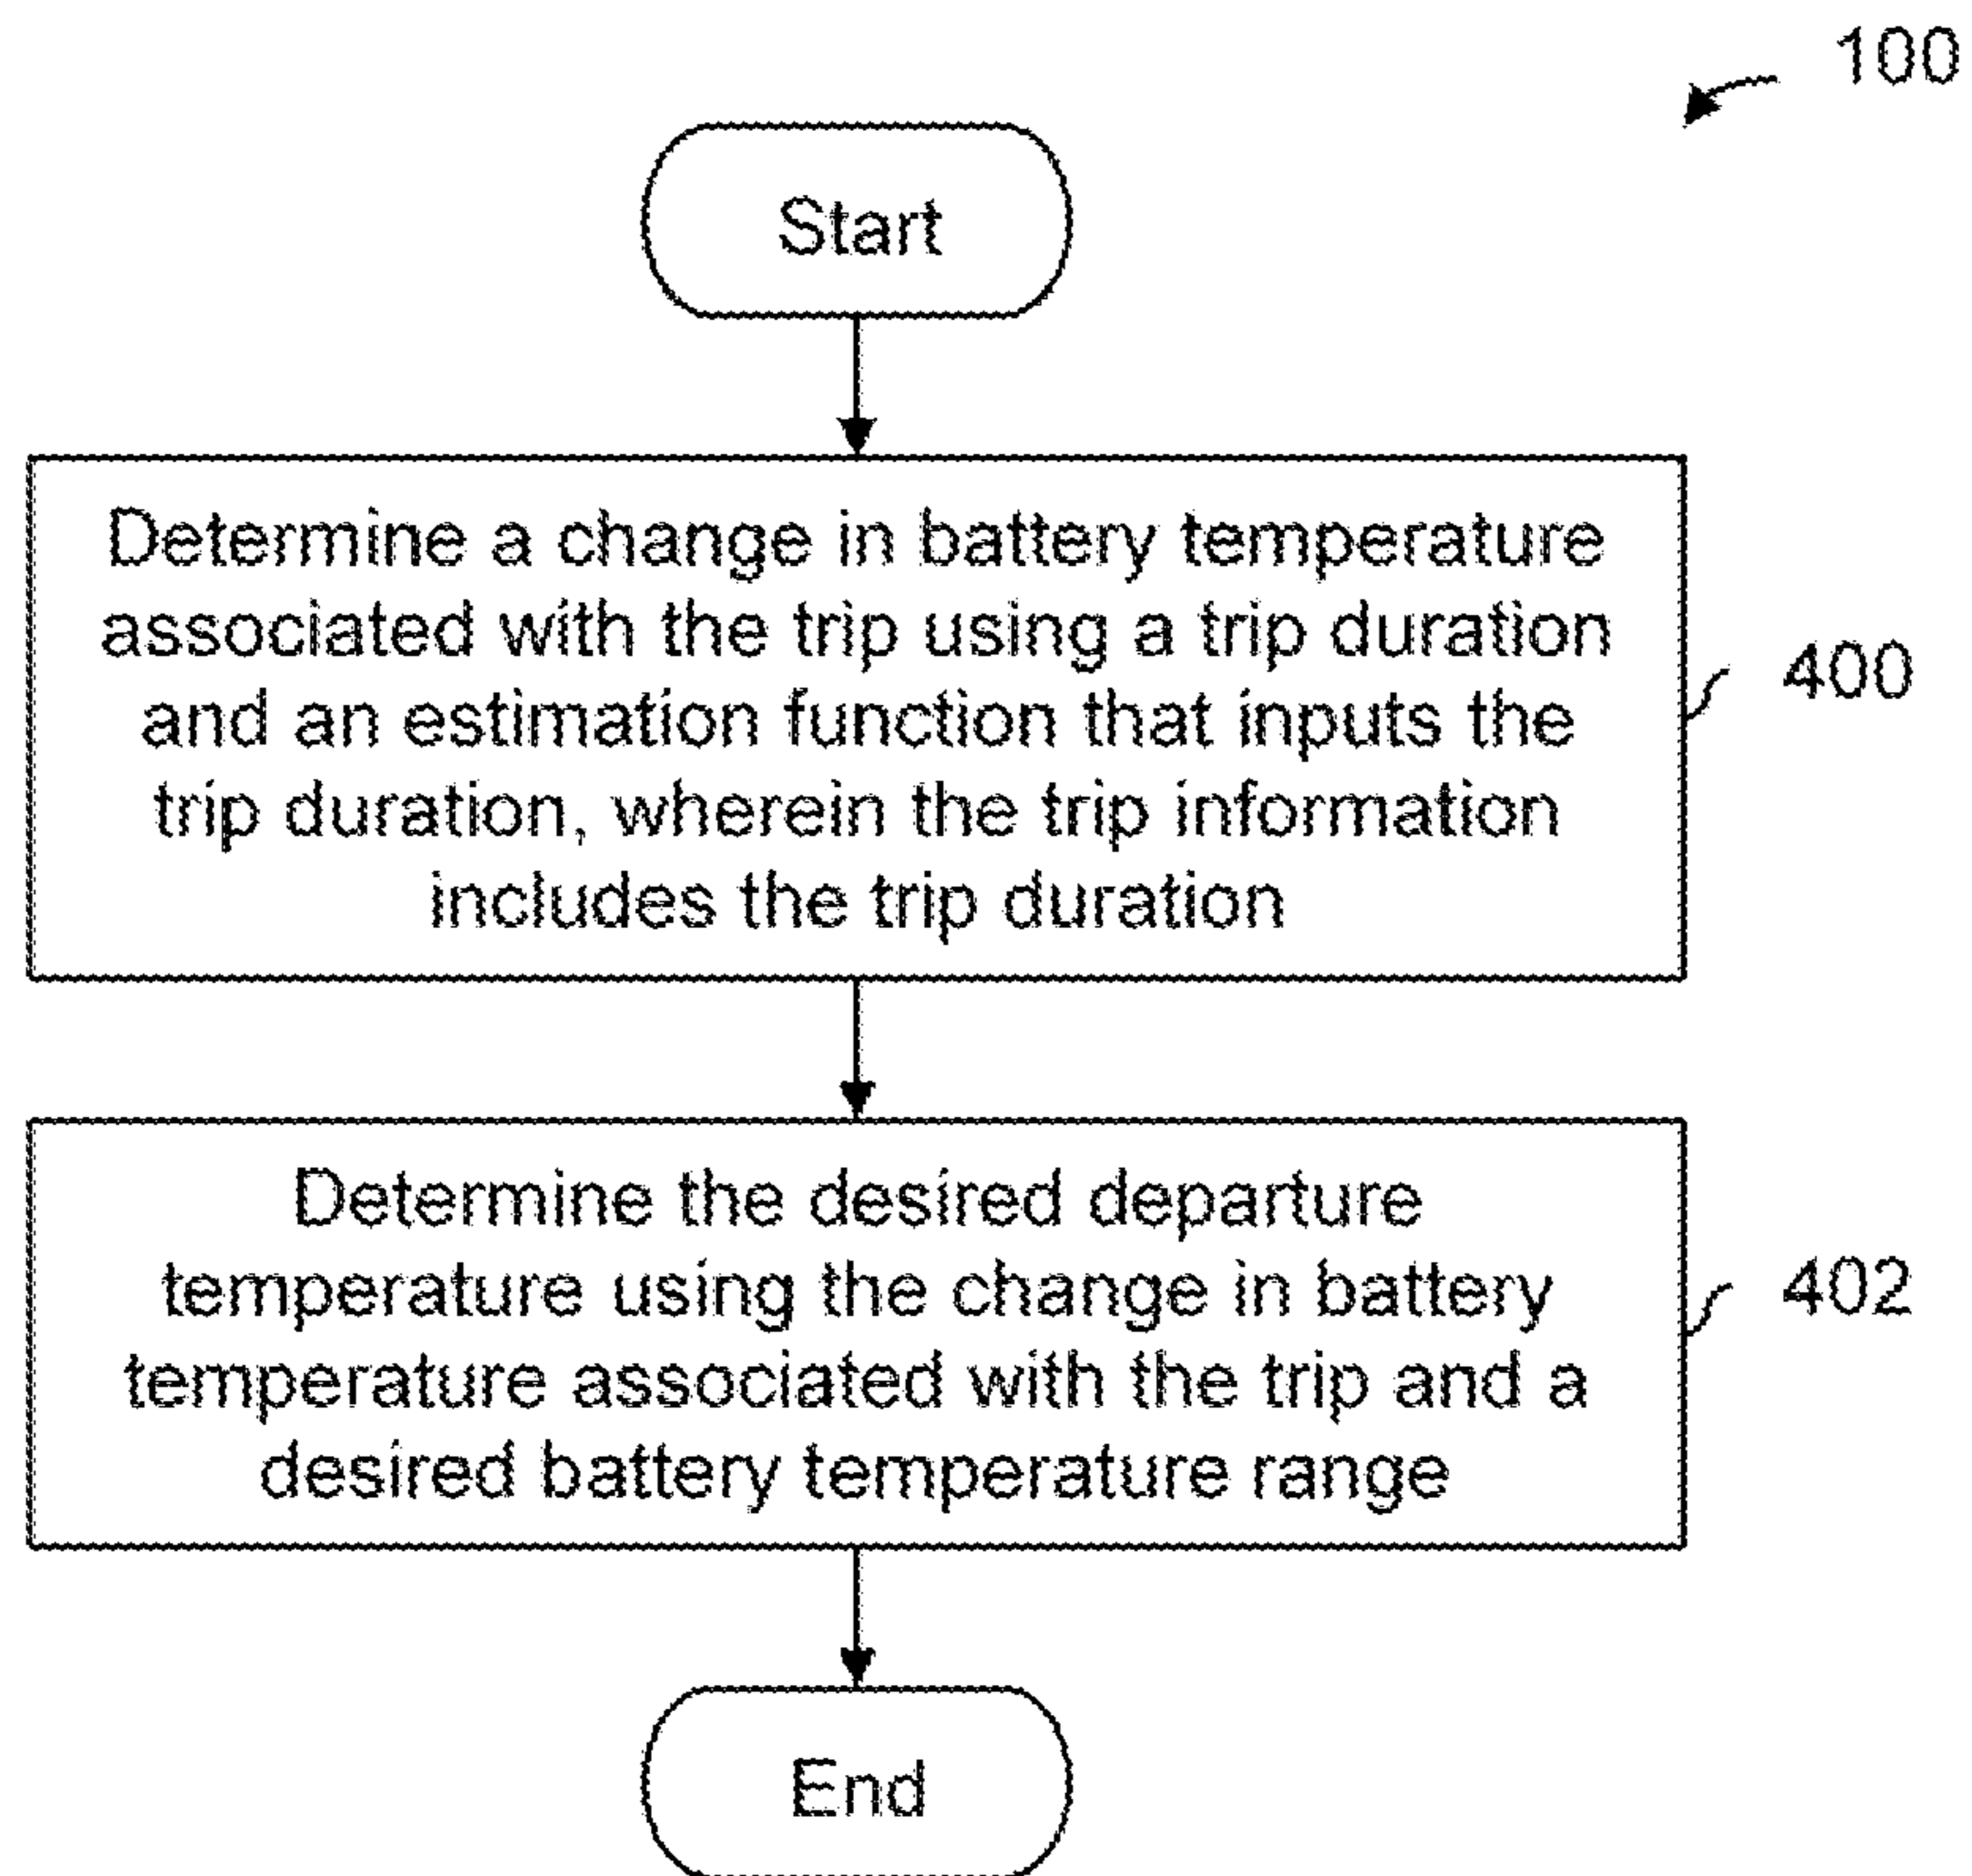 100
Start
Determine a change in battery temperature
associated with the trip using a trip duration
and an estimation function that inputs the
trip duration, wherein the trip information
includes the trip duration
400
Determine the desired departure
temperature using the change in battery
temperature associated with the trip and a
desired battery temperature range
402
End